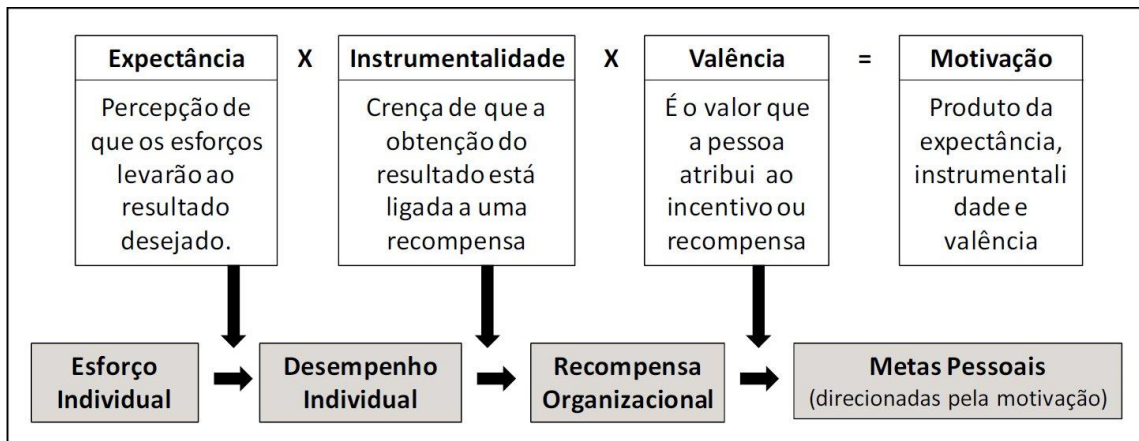 Expectância X Instrumentalidade X Valência = Motivação
Percepção de
que os esforços
levarão ao
resultado
desejado.
Crença de que a
obtenção do
resultado está
ligada a uma
recompensa
É o valor que
a pessoa
atribui ao
incentivo ou
recompensa
Produto da
expectância,
instrumentali
dade e
valência
Esforço
Individual
Desempenho
Individual
Recompensa
Organizacional
Metas Pessoais
(direcionadas pela motivação)